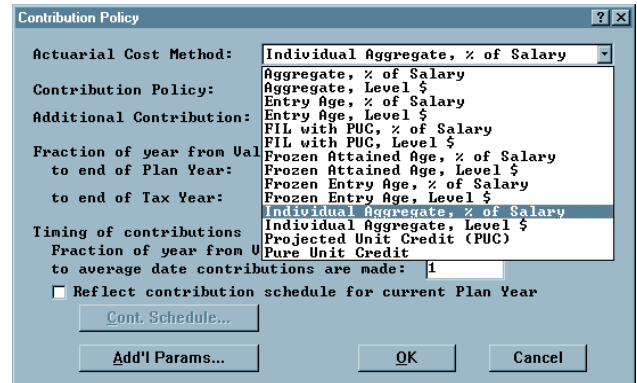 Contribution Policy
Actuarial Cost Method: Individual Aggregate, % of Salary
Aggregate, % of Salary
Contribution Policy: Aggregate, Level $
Entry Age, % of Salary
Additional Contribution: Entry Age, Level $
FIL with PUC, % of Salary
FIL with PUC, Level $
Fraction of year from Val Frozen Attained Age, % of Salary
to end of Plan Year: Frozen Attained Age, Level $
Frozen Entry Age, % of Salary
to end of Tax Year: Frozen Entry Age, Level $
Individual Aggregate, % of Salary
Timing of contributions Individual Aggregate, Level $
Projected Unit Credit (PUC)
Fraction of year from V Pure Unit Credit
to average date contributions are made: 1
Reflect contribution schedule for current Plan Year
Cont. Schedule...
Add'l Params... OK Cancel